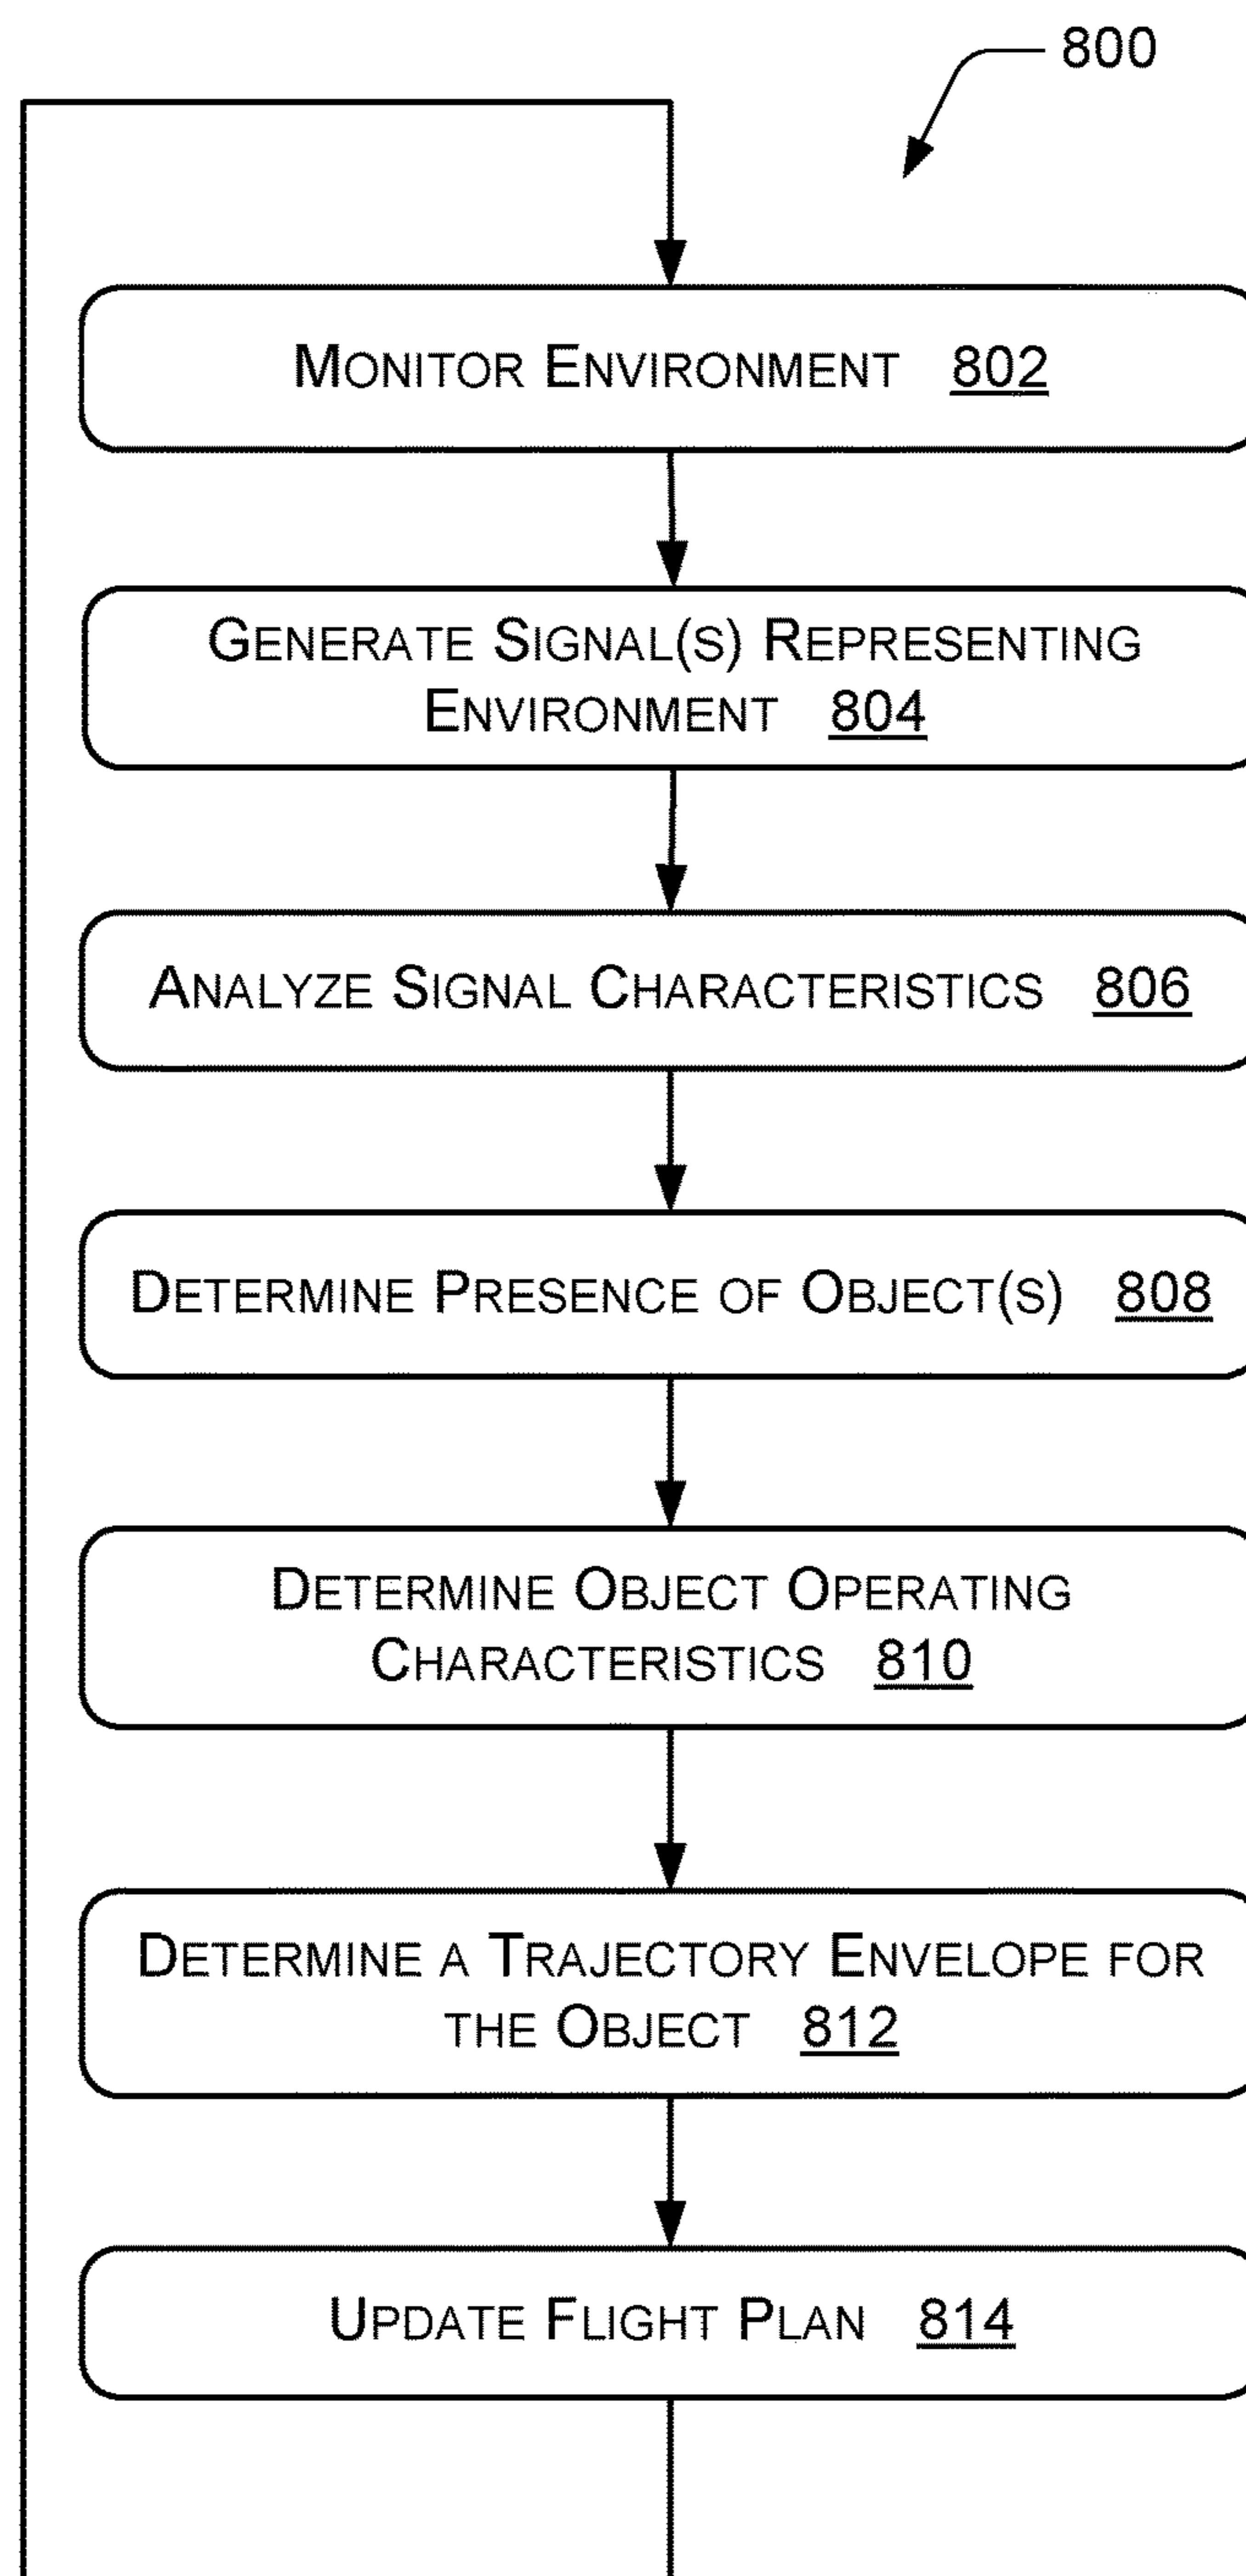 800
MONITOR ENVIRONMENT 802
GENERATE SIGNAL(S) REPRESENTING
ENVIRONMENT 804
ANALYZE SIGNAL CHARACTERISTICS 806
DETERMINE PRESENCE OF OBJECT(S) 808
DETERMINE OBJECT OPERATING
CHARACTERISTICS 810
DETERMINE A TRAJECTORY ENVELOPE FOR
THE OBJECT 812
UPDATE FLIGHT PLAN 814